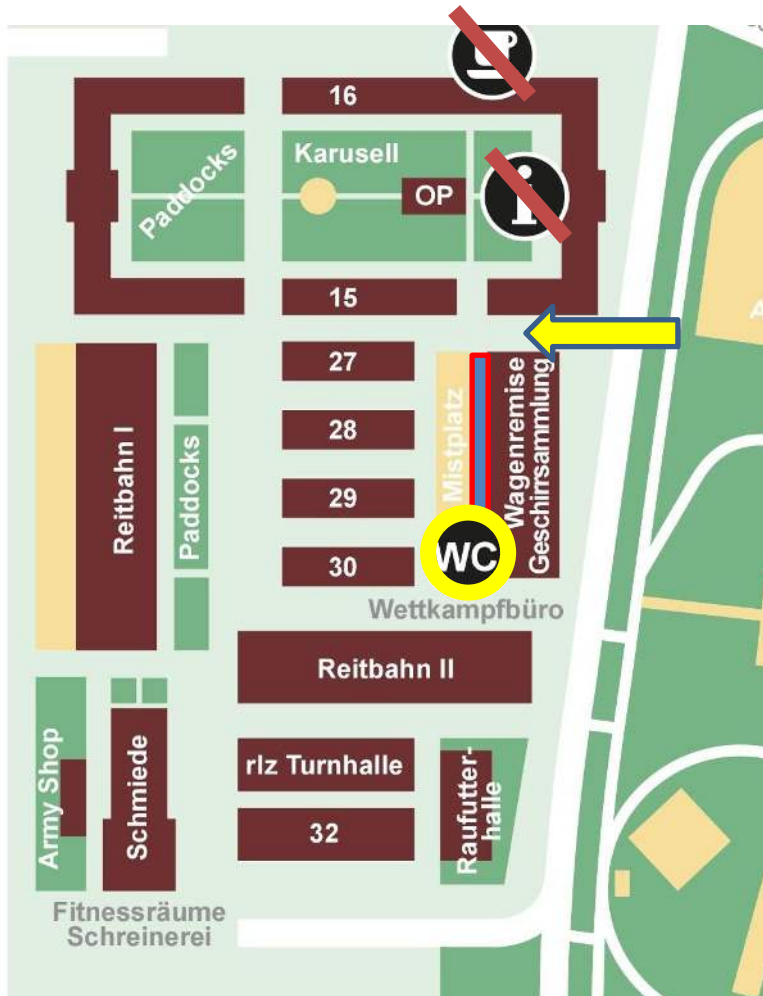 16
Karusell
Paddocks
OP
i
15
27
28
29
30
Mistplatz
Wagenremise
Geschirrsammlung
WC
Wettkampfbüro
Reitbahn I
Paddocks
Reitbahn II
Army Shop
Schmiede
rlz Turnhalle
32
Raufutter-
halle
Fitnessräume
Schreinerei
A